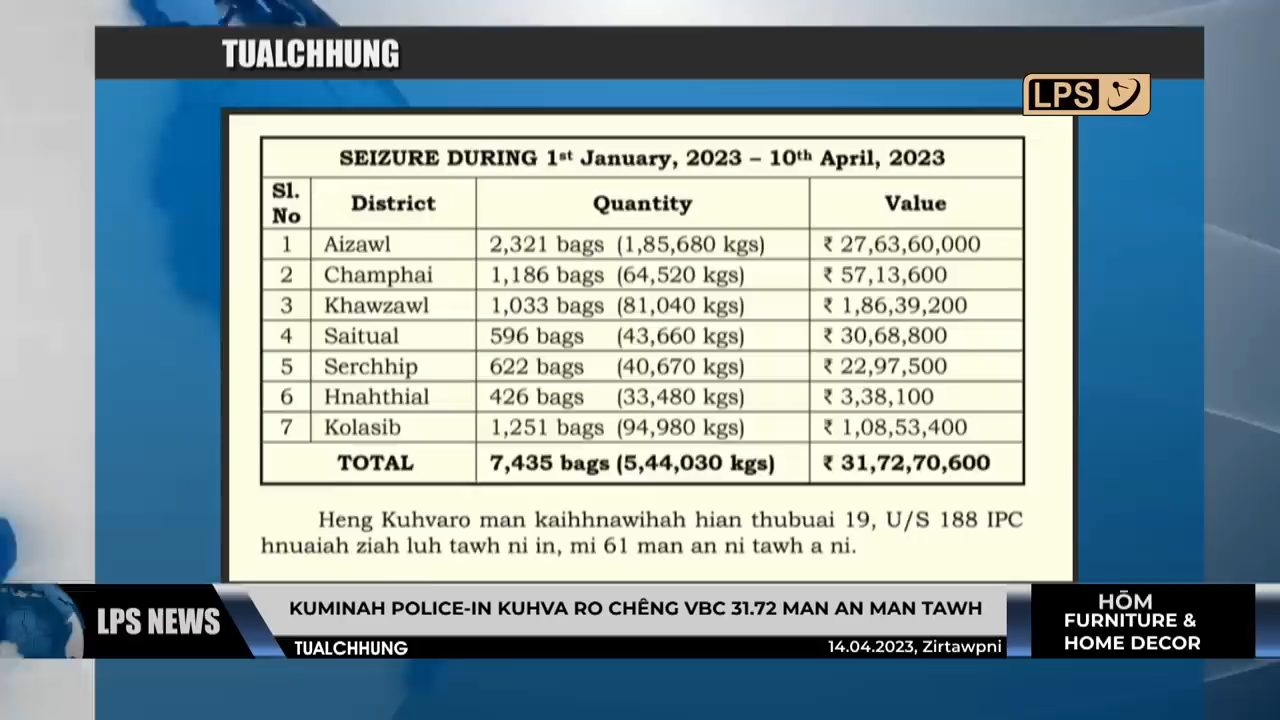 TUALCHHUNG
LPS
SEIZURE DURING 1st January, 2023 – 10th April, 2023
Sl. No District Quantity Value
1 Aizawl 2,321 bags (1,85,680 kgs) ₹ 27,63,60,000
2 Champhai 1,186 bags (64,520 kgs) ₹ 57,13,600
3 Khawzawl 1,033 bags (81,040 kgs) ₹ 1,86,39,200
4 Saitual 596 bags (43,660 kgs) ₹ 30,68,800
5 Serchhip 622 bags (40,670 kgs) ₹ 22,97,500
6 Hnahthial 426 bags (33,480 kgs) ₹ 3,38,100
7 Kolasib 1,251 bags (94,980 kgs) ₹ 1,08,53,400
TOTAL 7,435 bags (5,44,030 kgs) ₹ 31,72,70,600
Heng Kuhvaro man kaihhnawihah hian thubuai 19, U/S 188 IPC
hnuaiah ziah luh tawh ni in, mi 61 man an ni tawh a ni.
LPS NEWS
KUMINAH POLICE-IN KUHVA RO CHÊNG VBC 31.72 MAN AN MAN TAWH
TUALCHHUNG
14.04.2023, Zirtawpni
HŌM
FURNITURE &
HOME DECOR